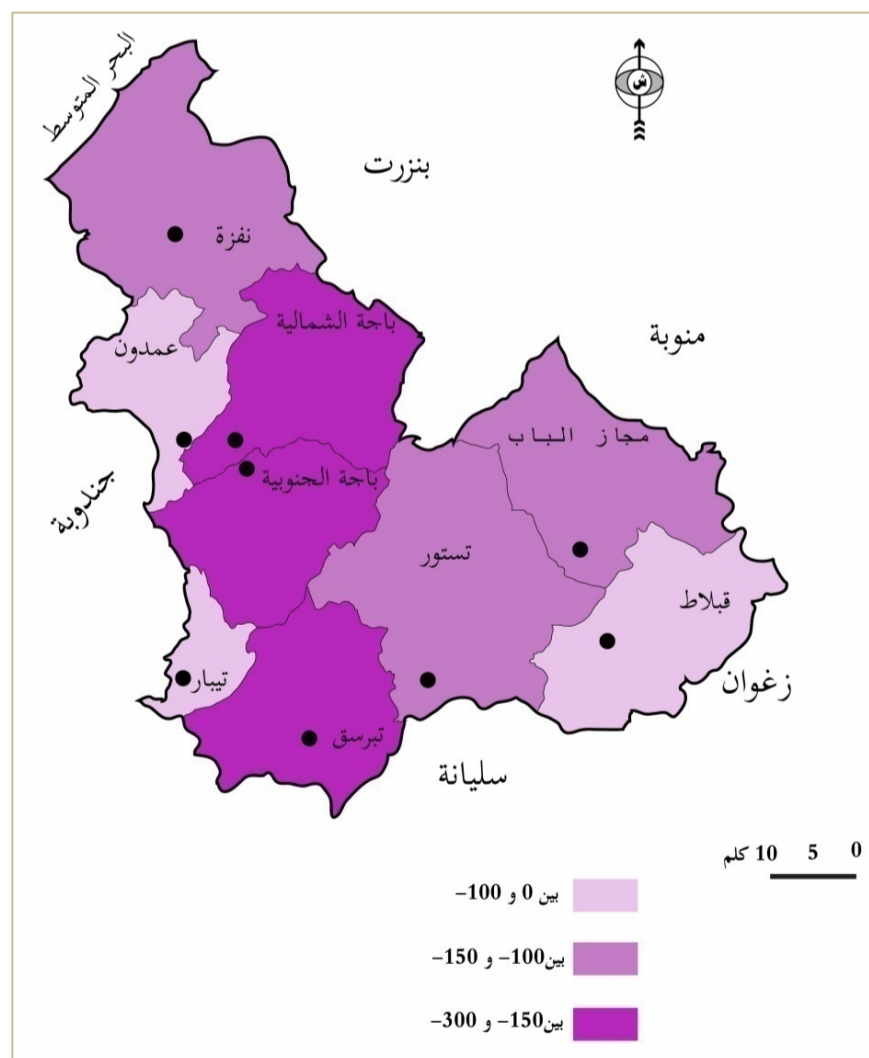 البحر المتوسط
ش
بنزرت
نفزة
باجة الشمالية
منوبة
عمدون
مجاز الباب
باجة الجنوبية
جندوبة
تستور
قبلاط
تيبار
زغوان
تبرسق
سليانة
0 5 10 كلم
بين 0 و 100-
بين100- و 150-
بين150- و 300-